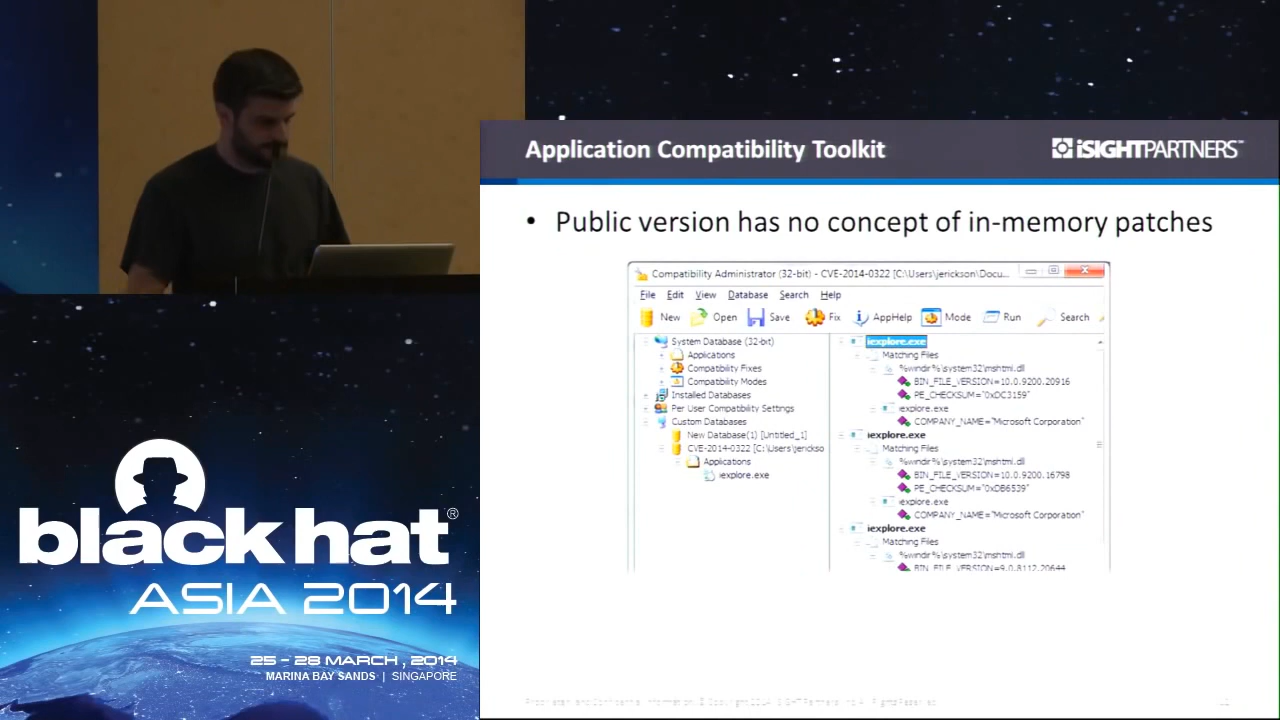 Application Compatibility Toolkit
iSIGHTPARTNERS™
• Public version has no concept of in-memory patches
Compatibility Administrator (32-bit) - CVE-2014-0322 [C:\Users\jerickson\Docu...
File Edit View Database Search Help
New Open Save Fix AppHelp Mode Run Search
System Database (32-bit)
Applications
Compatibility Fixes
Compatibility Modes
Installed Databases
Per User Compatibility Settings
Custom Databases
New Database(1) [Untitled_1]
CVE-2014-0322 [C:\Users\jerickso
Applications
iexplore.exe
iexplore.exe
Matching Files
%windir%\system32\mshtml.dll
BIN_FILE_VERSION=10.0.9200.20916
PE_CHECKSUM="0xDC3159"
iexplore.exe
COMPANY_NAME="Microsoft Corporation"
iexplore.exe
Matching Files
%windir%\system32\mshtml.dll
BIN_FILE_VERSION=10.0.9200.16798
PE_CHECKSUM="0xDB6539"
iexplore.exe
COMPANY_NAME="Microsoft Corporation"
iexplore.exe
Matching Files
%windir%\system32\mshtml.dll
BIN_FILE_VERSION=9.0.8112.20644
black hat®
ASIA 2014
25 - 28 MARCH, 2014
MARINA BAY SANDS | SINGAPORE